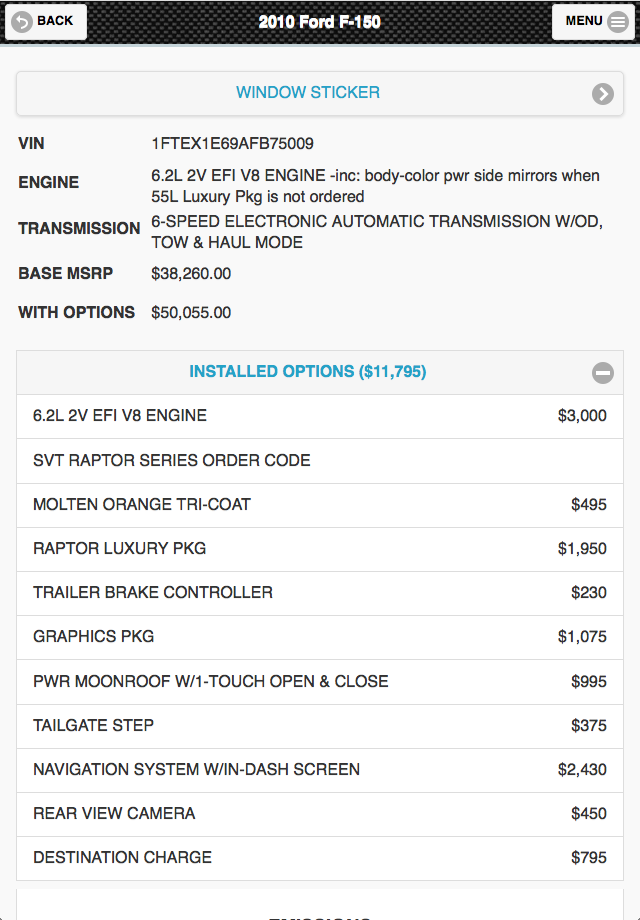 BACK
2010 Ford F-150
MENU
WINDOW STICKER
VIN 1FTEX1E69AFB75009
ENGINE 6.2L 2V EFI V8 ENGINE -inc: body-color pwr side mirrors when
55L Luxury Pkg is not ordered
TRANSMISSION 6-SPEED ELECTRONIC AUTOMATIC TRANSMISSION W/OD,
TOW & HAUL MODE
BASE MSRP $38,260.00
WITH OPTIONS $50,055.00
INSTALLED OPTIONS ($11,795)
6.2L 2V EFI V8 ENGINE $3,000
SVT RAPTOR SERIES ORDER CODE
MOLTEN ORANGE TRI-COAT $495
RAPTOR LUXURY PKG $1,950
TRAILER BRAKE CONTROLLER $230
GRAPHICS PKG $1,075
PWR MOONROOF W/1-TOUCH OPEN & CLOSE $995
TAILGATE STEP $375
NAVIGATION SYSTEM W/IN-DASH SCREEN $2,430
REAR VIEW CAMERA $450
DESTINATION CHARGE $795